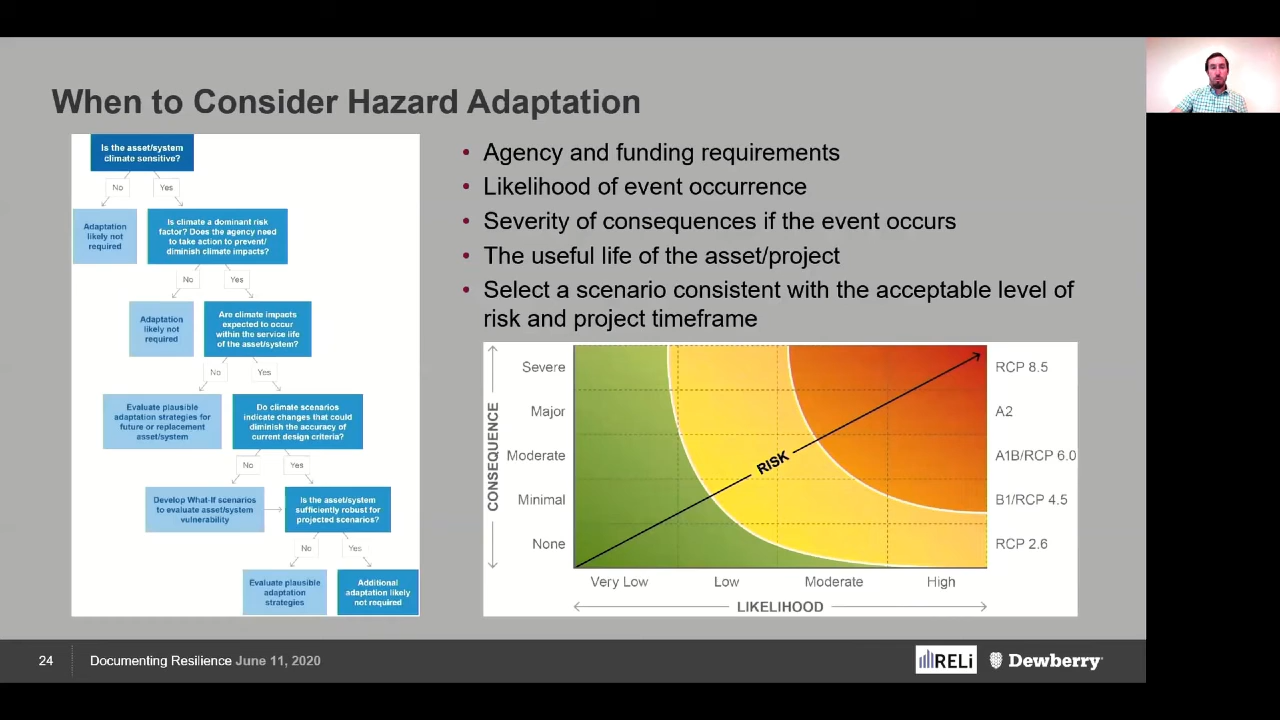 When to Consider Hazard Adaptation
Is the asset/system
climate sensitive?
No
Yes
Adaptation
likely not
required
Is climate a dominant risk
factor? Does the agency need
to take action to prevent/
diminish climate impacts?
No
Yes
Adaptation
likely not
required
Are climate impacts
expected to occur
within the service life
of the asset/system?
No
Yes
Evaluate plausible
adaptation strategies for
future or replacement
asset/system
Do climate scenarios
indicate changes that could
diminish the accuracy of
current design criteria?
No
Yes
Develop What-If scenarios
to evaluate asset/system
vulnerability
Is the asset/system
sufficiently robust for
projected scenarios?
No
Yes
Evaluate plausible
adaptation
strategies
Additional
adaptation likely
not required
• Agency and funding requirements
• Likelihood of event occurrence
• Severity of consequences if the event occurs
• The useful life of the asset/project
• Select a scenario consistent with the acceptable level of
risk and project timeframe
CONSEQUENCE
Severe
Major
Moderate
Minimal
None
RISK
RCP 8.5
A2
A1B/RCP 6.0
B1/RCP 4.5
RCP 2.6
Very Low
Low
Moderate
High
LIKELIHOOD
24
Documenting Resilience June 11, 2020
RELi
Dewberry